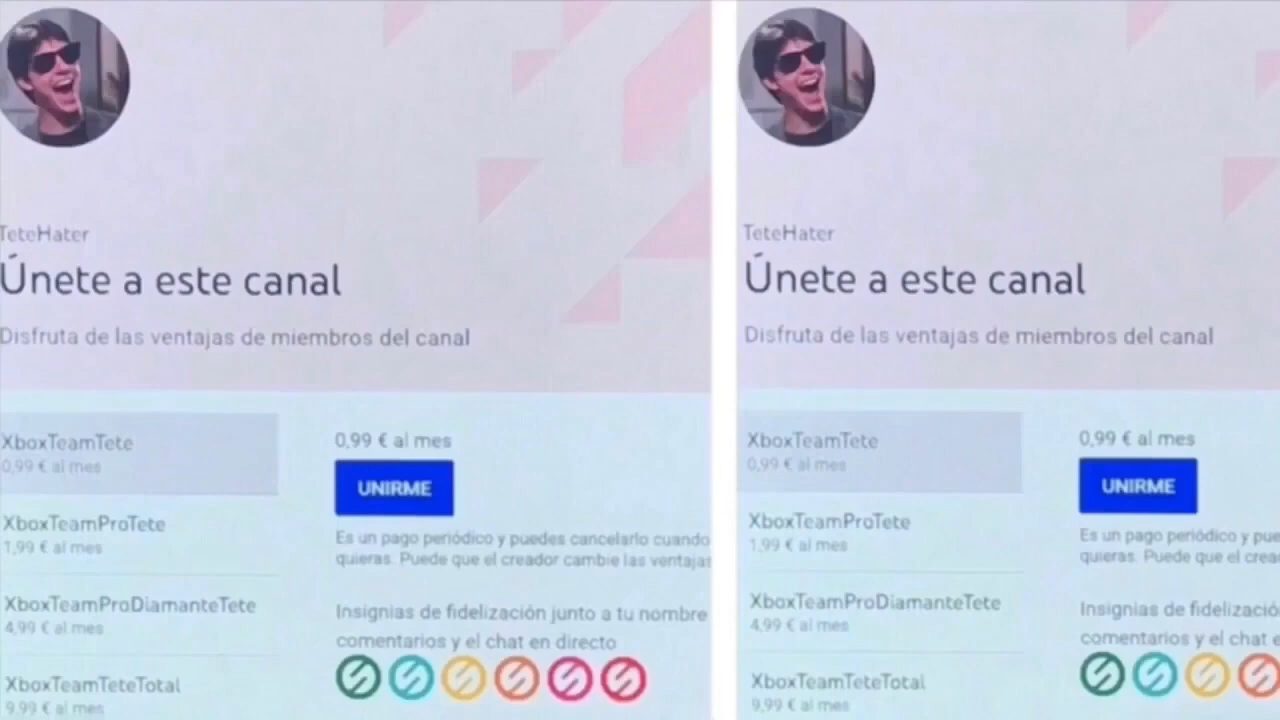 TeteHater
Únete a este canal
Disfruta de las ventajas de miembros del canal
XboxTeamTete
0,99 € al mes
XboxTeamProTete
1,99 € al mes
XboxTeamProDiamanteTete
4,99 € al mes
XboxTeamTeteTotal
9,99 € al mes
0,99 € al mes
UNIRME
Es un pago periódico y puedes cancelarlo cuando
quieras. Puede que el creador cambie las ventajas
Insignias de fidelización junto a tu nombre
comentarios y el chat en directo
TeteHater
Únete a este canal
Disfruta de las ventajas de miembros del canal
XboxTeamTete
0,99 € al mes
XboxTeamProTete
1,99 € al mes
XboxTeamProDiamanteTete
4,99 € al mes
XboxTeamTeteTotal
9,99 € al mes
0,99 € al mes
UNIRME
Es un pago periódico y pue
quieras. Puede que el crea
Insignias de fidelizació
comentarios y el chat e